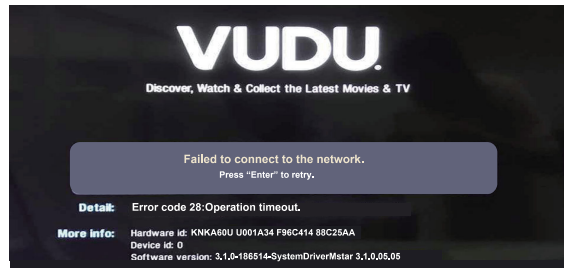 VUDU.
Discover, Watch & Collect the Latest Movies & TV
Failed to connect to the network.
Press "Enter" to retry.
Detail: Error code 28:Operation timeout.
More info: Hardware id: KNKA60U U001A34 F96C414 88C25AA
Device id: 0
Software version: 3.1.0-186514-SystemDriverMstar 3.1.0.05.05